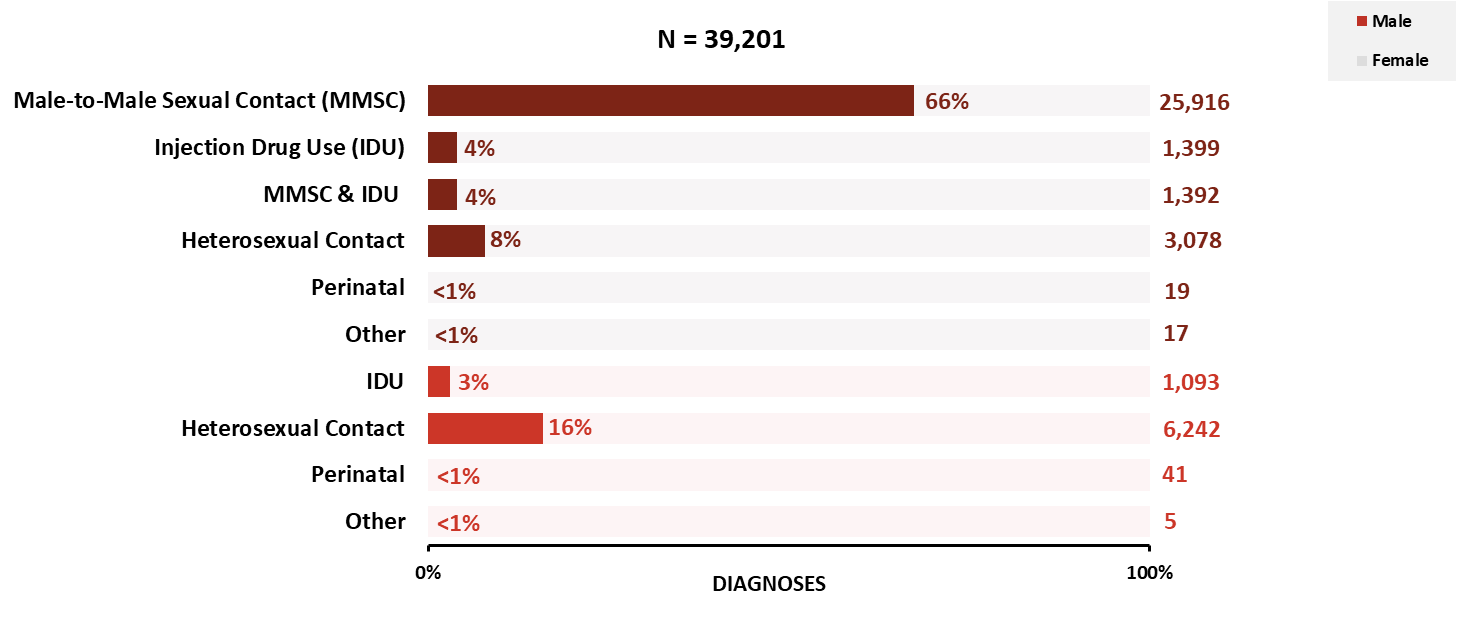 Male
Female
N = 39,201
Male-to-Male Sexual Contact (MMSC) 66% 25,916
Injection Drug Use (IDU) 4% 1,399
MMSC & IDU 4% 1,392
Heterosexual Contact 8% 3,078
Perinatal <1% 19
Other <1% 17
IDU 3% 1,093
Heterosexual Contact 16% 6,242
Perinatal <1% 41
Other <1% 5
0% 100%
DIAGNOSES